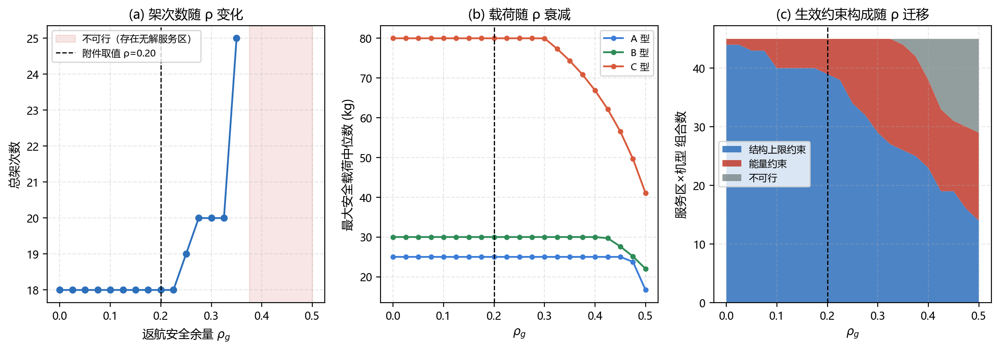 (a) 架次数随 ρ 变化
不可行（存在无解服务区）
附件取值 ρ=0.20
总架次数
25
24
23
22
21
20
19
18
0.0 0.1 0.2 0.3 0.4 0.5
返航安全余量 ρg
(b) 载荷随 ρ 衰减
A 型
B 型
C 型
最大安全载荷中位数 (kg)
80
70
60
50
40
30
20
0.0 0.1 0.2 0.3 0.4 0.5
ρg
(c) 生效约束构成随 ρ 迁移
结构上限约束
能量约束
不可行
服务区×机型 组合数
40
30
20
10
0
0.0 0.1 0.2 0.3 0.4 0.5
ρg